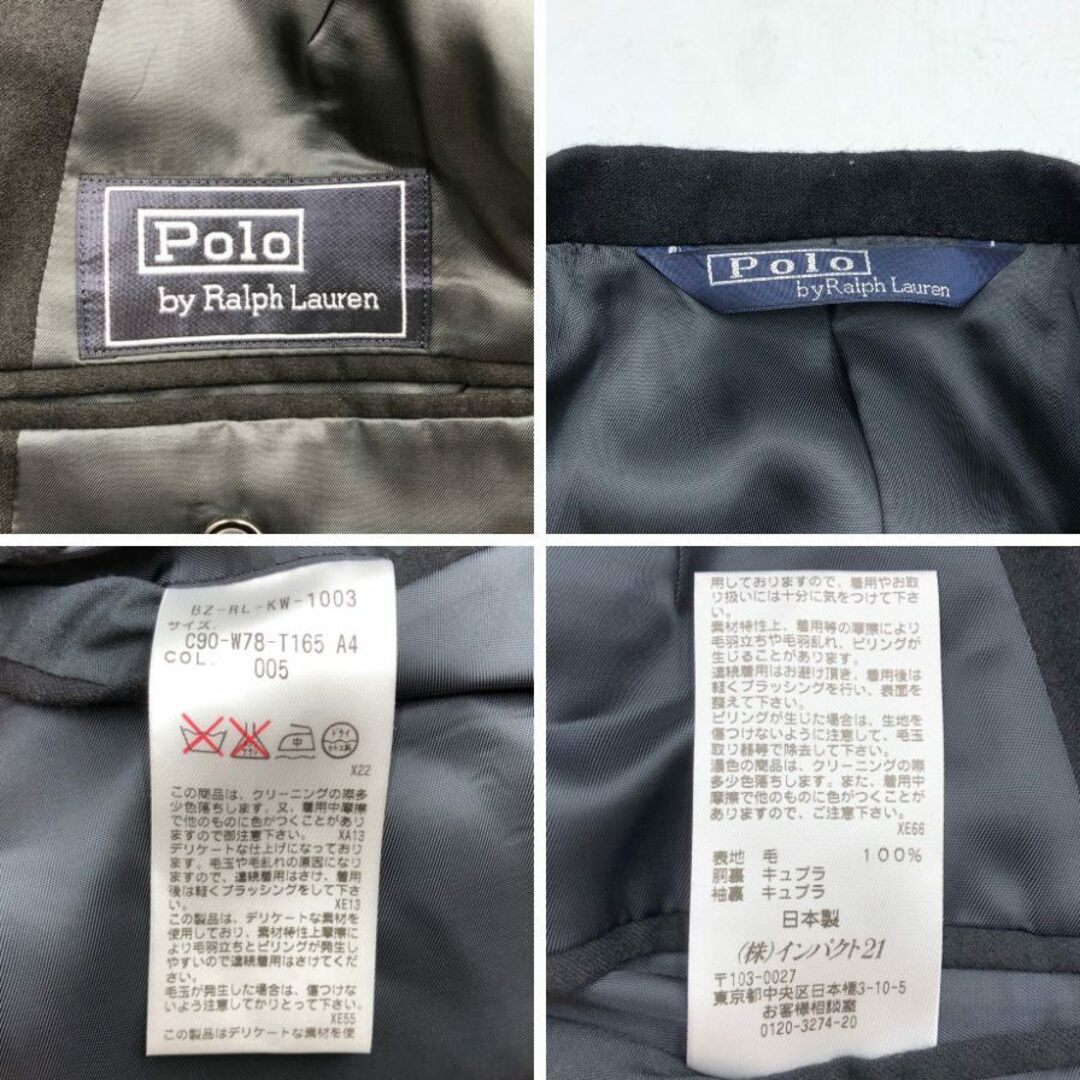 Polo
by Ralph Lauren
Polo
by Ralph Lauren
BZ-RL-KW-1003
サイズ.
C90-W78-T165 A4
COL.
005
ドライ
セキユ系
中
X22
この商品は、クリーニングの際多
少色落ちします。又、着用中摩擦
で他のものに色がつくことがあり
ますので御注意下さい。 XA13
デリケートな仕上げになっており
ます。毛玉や毛乱れの原因になり
ますので、連続着用はさけ、着用
後は軽くブラッシングをして下さ
い。 XE13
この製品は、デリケートな素材を
使用しており、素材特性上摩擦に
より毛羽立ちとピリングが発生し
やすいので連続着用はさけてくだ
さい。
毛玉が発生した場合は、傷つけな
いよう注意してかりとって下さい。
XE55
この製品はデリケートな素材を使
用しておりますので、着用やお取
り扱いには十分に気をつけて下さ
い。
素材特性上、着用等の摩擦により
毛羽立ちや毛羽乱れ、ピリングが
生じることがあります。
連続着用はお避け頂き、着用後は
軽くブラッシングを行い、表面を
整えて下さい。
ピリングが生じた場合は、生地を
傷つけないように注意して、毛玉
取り器等で除去して下さい。
濃色の商品は、クリーニングの際
多少色落ちします。また、着用中
摩擦で他のものに色がつくことが
ありますので、ご注意下さい。
XE66
表地 毛 100%
胴裏 キュプラ
袖裏 キュプラ
日本製
(株)インパクト21
〒103-0027
東京都中央区日本橋3-10-5
お客様相談室
0120-3274-20